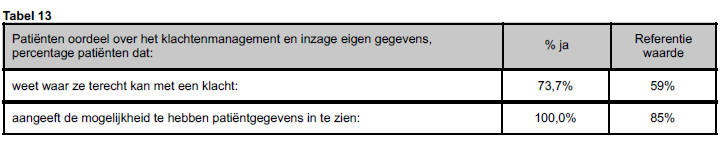 Tabel 13
Patiënten oordeel over het klachtenmanagement en inzage eigen gegevens,
percentage patiënten dat:
% ja
Referentie
waarde
weet waar ze terecht kan met een klacht:
73,7%
59%
aangeeft de mogelijkheid te hebben patiëntgegevens in te zien:
100,0%
85%